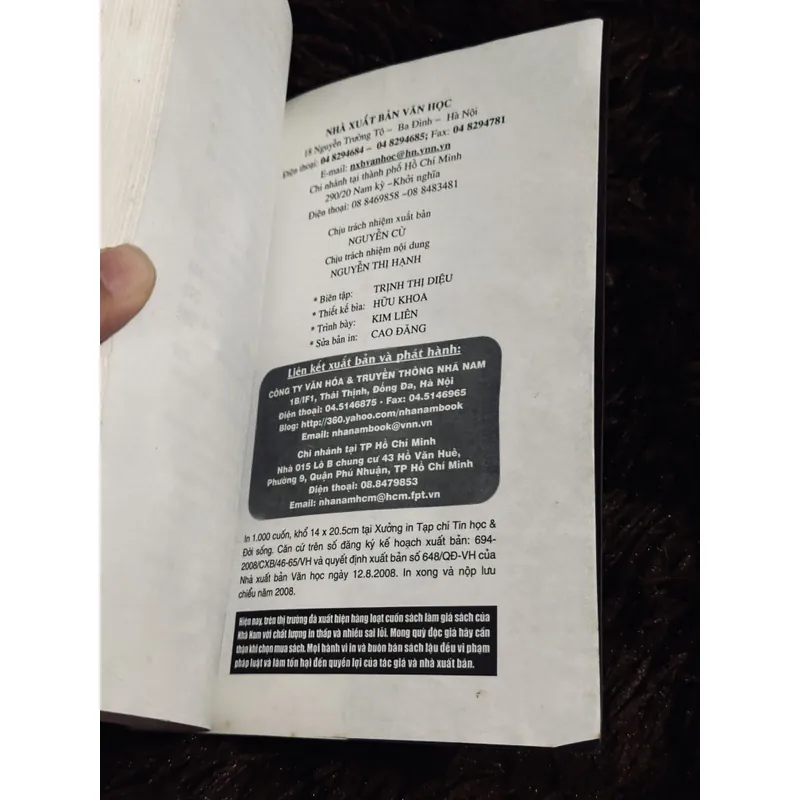 NHÀ XUẤT BẢN VĂN HỌC
18 Nguyễn Trường Tộ – Ba Đình – Hà Nội
Điện thoại: 04 8294684 – 04 8294685; Fax: 04 8294781
E-mail: nxbvanhoc@hn.vnn.vn
Chi nhánh tại thành phố Hồ Chí Minh
290/20 Nam kỳ –Khởi nghĩa
Điện thoại: 08 8469858 –08 8483481
Chịu trách nhiệm xuất bản
NGUYỄN CỪ
Chịu trách nhiệm nội dung
NGUYỄN THỊ HẠNH
* Biên tập: TRỊNH THỊ DIỆU
* Thiết kế bìa: HỮU KHOA
* Trình bày: KIM LIÊN
* Sửa bản in: CAO ĐĂNG
Liên kết xuất bản và phát hành:
CÔNG TY VĂN HÓA & TRUYỀN THÔNG NHÃ NAM
1B/IF1, Thái Thịnh, Đống Đa, Hà Nội
Điện thoại: 04.5146875 - Fax: 04.5146965
Blog: http://360.yahoo.com/nhanambook
Email: nhanambook@vnn.vn
Chi nhánh tại TP Hồ Chí Minh
Nhà 015 Lô B chung cư 43 Hồ Văn Huê,
Phường 9, Quận Phú Nhuận, TP Hồ Chí Minh
Điện thoại: 08.8479853
Email: nhanamhcm@hcm.fpt.vn
In 1.000 cuốn, khổ 14 x 20.5cm tại Xưởng in Tạp chí Tin học &
Đời sống. Căn cứ trên số đăng ký kế hoạch xuất bản: 694-
2008/CXB/46-65/VH và quyết định xuất bản số 648/QĐ-VH của
Nhà xuất bản Văn học ngày 12.8.2008. In xong và nộp lưu
chiểu năm 2008.
Hiện nay, trên thị trường đã xuất hiện hàng loạt cuốn sách làm giả sách của
Nhã Nam với chất lượng in thấp và nhiều sai lỗi. Mong quý độc giả hãy cẩn
thận khi chọn mua sách. Mọi hành vi in và buôn bán sách lậu đều vi phạm
pháp luật và làm tổn hại đến quyền lợi của tác giả và nhà xuất bản.